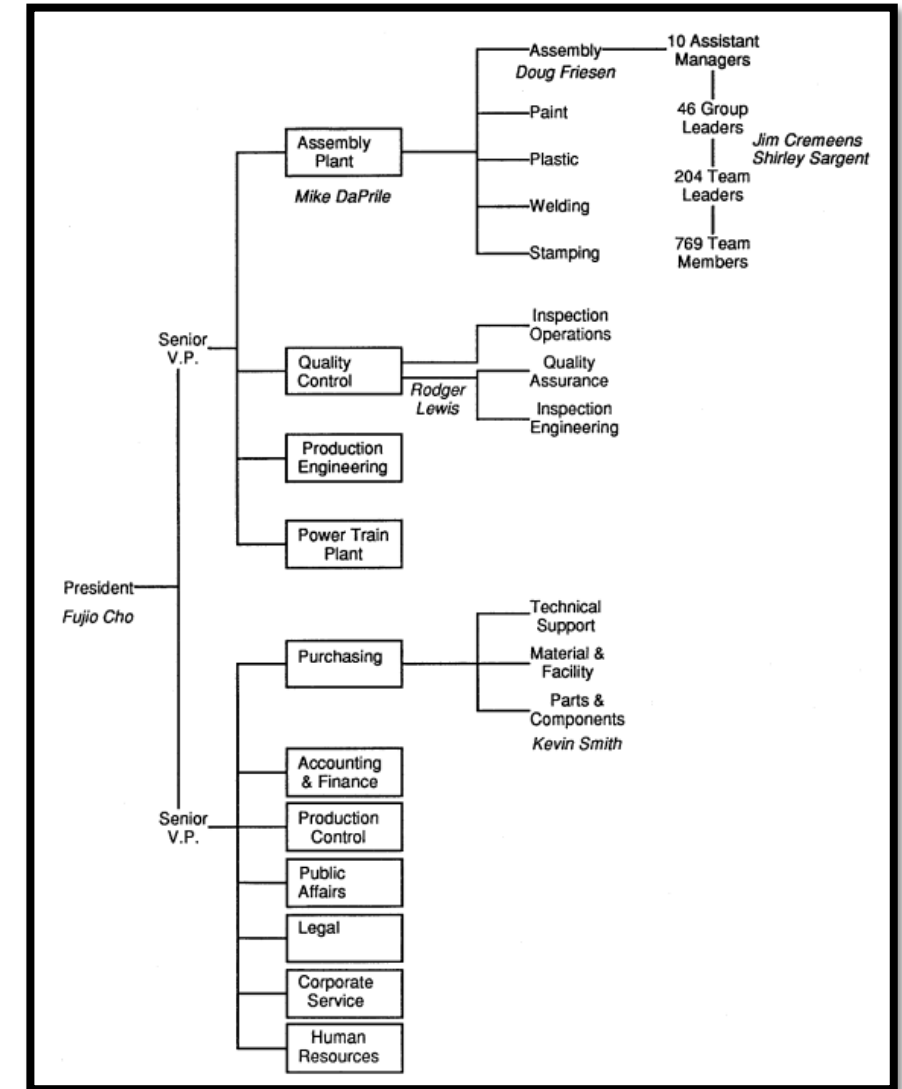 Assembly
Doug Friesen
10 Assistant
Managers
Paint
46 Group
Leaders
Jim Cremeens
Shirley Sargent
Assembly
Plant
Mike DaPrile
Plastic
204 Team
Leaders
Welding
769 Team
Members
Stamping
Senior
V.P.
Quality
Control
Rodger
Lewis
Inspection
Operations
Quality
Assurance
Inspection
Engineering
Production
Engineering
Power Train
Plant
President
Fujio Cho
Purchasing
Technical
Support
Material &
Facility
Parts &
Components
Kevin Smith
Senior
V.P.
Accounting
& Finance
Production
Control
Public
Affairs
Legal
Corporate
Service
Human
Resources